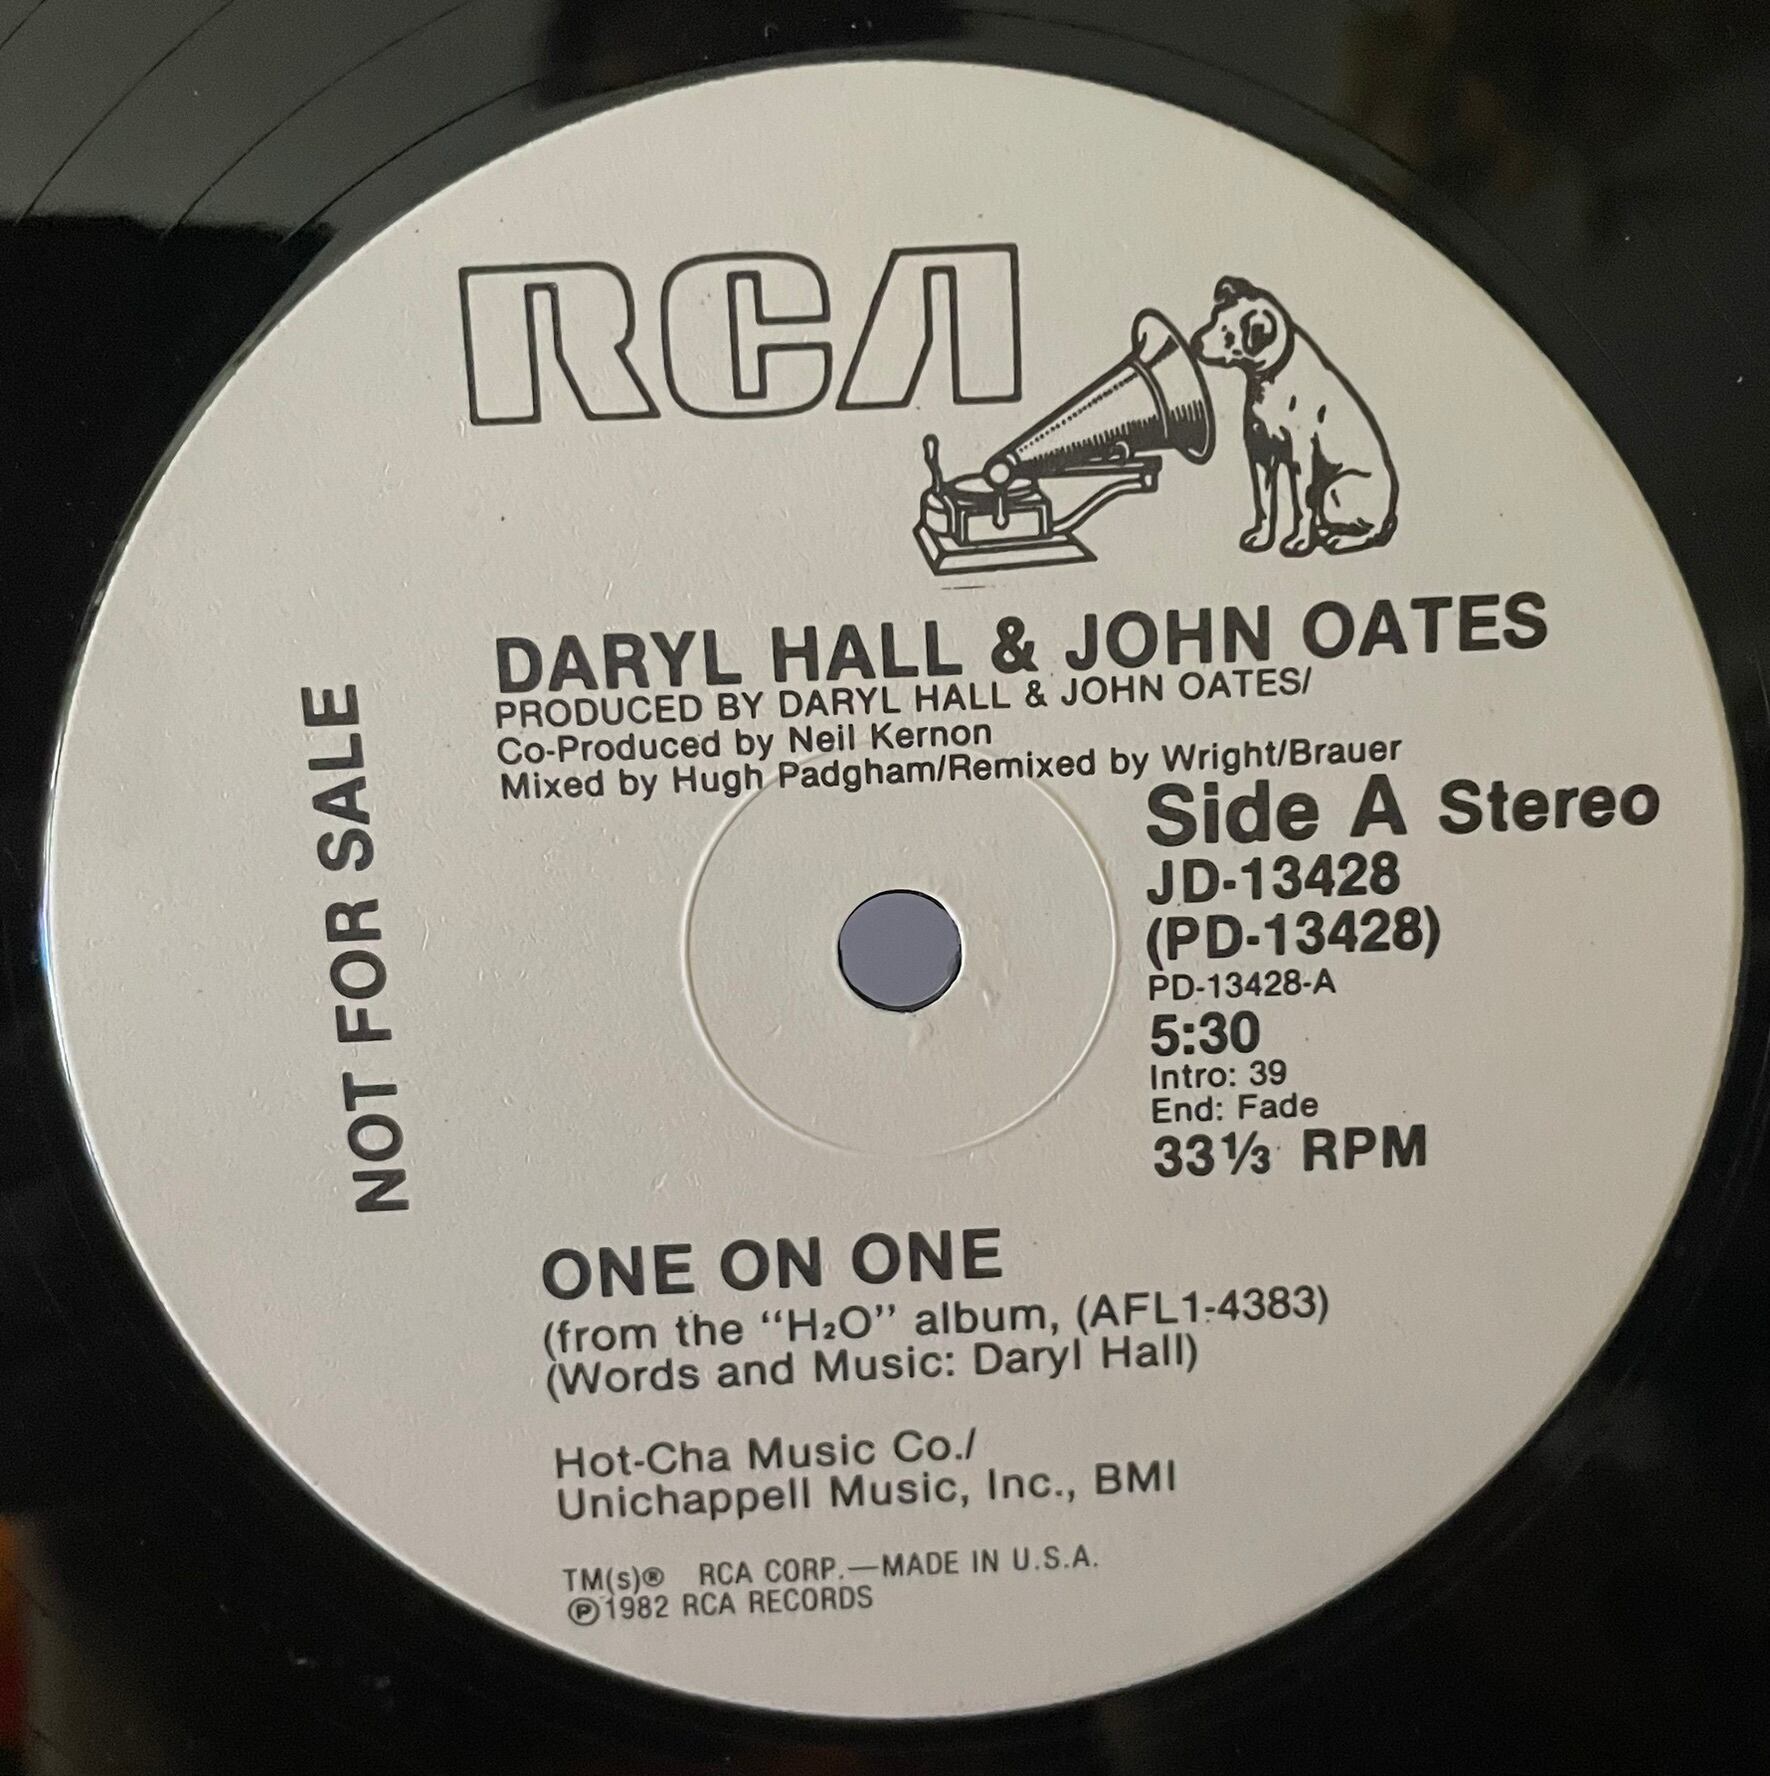 RCA
NOT FOR SALE
DARYL HALL & JOHN OATES
PRODUCED BY DARYL HALL & JOHN OATES/
Co-Produced by Neil Kernon
Mixed by Hugh Padgham/Remixed by Wright/Brauer
Side A Stereo
JD-13428
(PD-13428)
PD-13428-A
5:30
Intro: 39
End: Fade
33⅓ RPM
ONE ON ONE
(from the “H₂O” album, (AFL1-4383)
(Words and Music: Daryl Hall)
Hot-Cha Music Co./
Unichappell Music, Inc., BMI
TM(s)® RCA CORP.—MADE IN U.S.A.
℗1982 RCA RECORDS